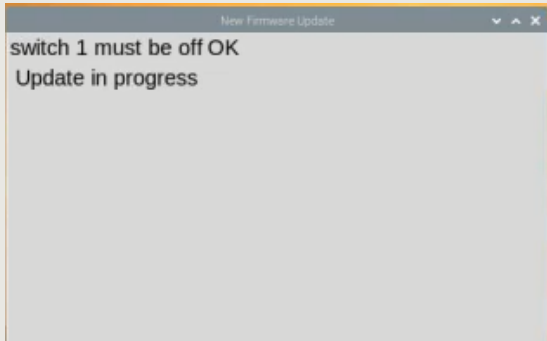 New Firmware Update
switch 1 must be off OK
Update in progress